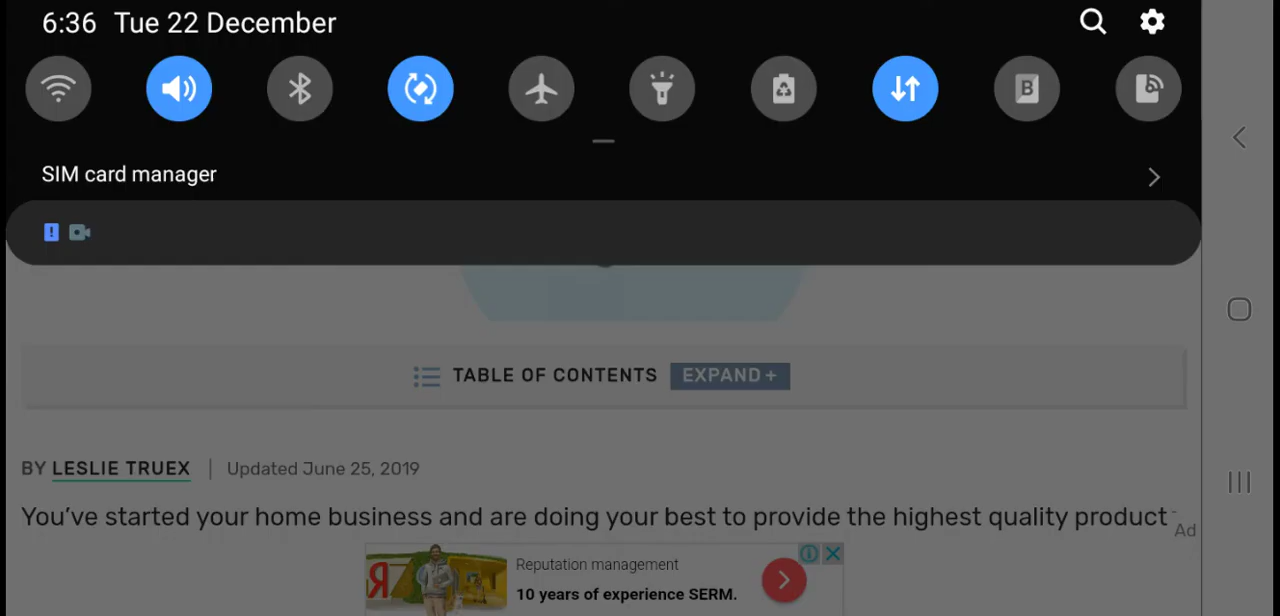 6:36 Tue 22 December
B
SIM card manager
TABLE OF CONTENTS EXPAND +
BY LESLIE TRUEX | Updated June 25, 2019
You've started your home business and are doing your best to provide the highest quality product
Ad
Я
Reputation management
10 years of experience SERM.